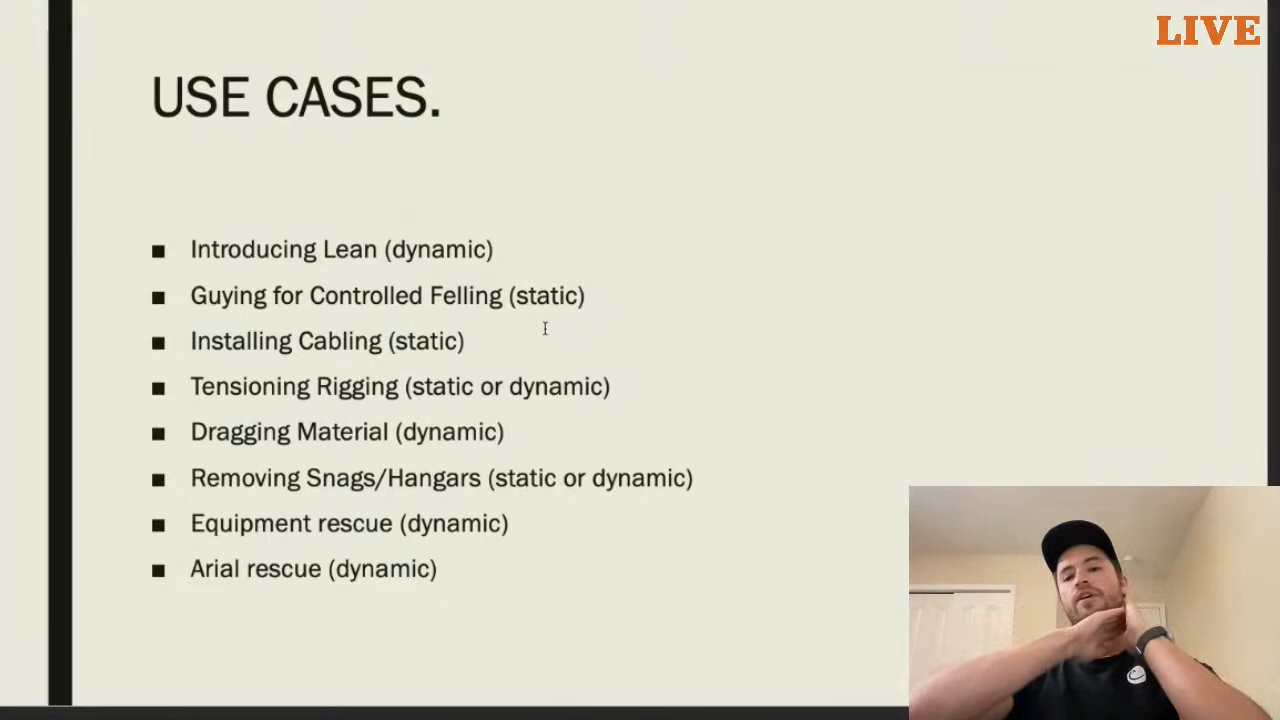 LIVE
USE CASES.
■ Introducing Lean (dynamic)
■ Guying for Controlled Felling (static)
■ Installing Cabling (static)
■ Tensioning Rigging (static or dynamic)
■ Dragging Material (dynamic)
■ Removing Snags/Hangars (static or dynamic)
■ Equipment rescue (dynamic)
■ Arial rescue (dynamic)